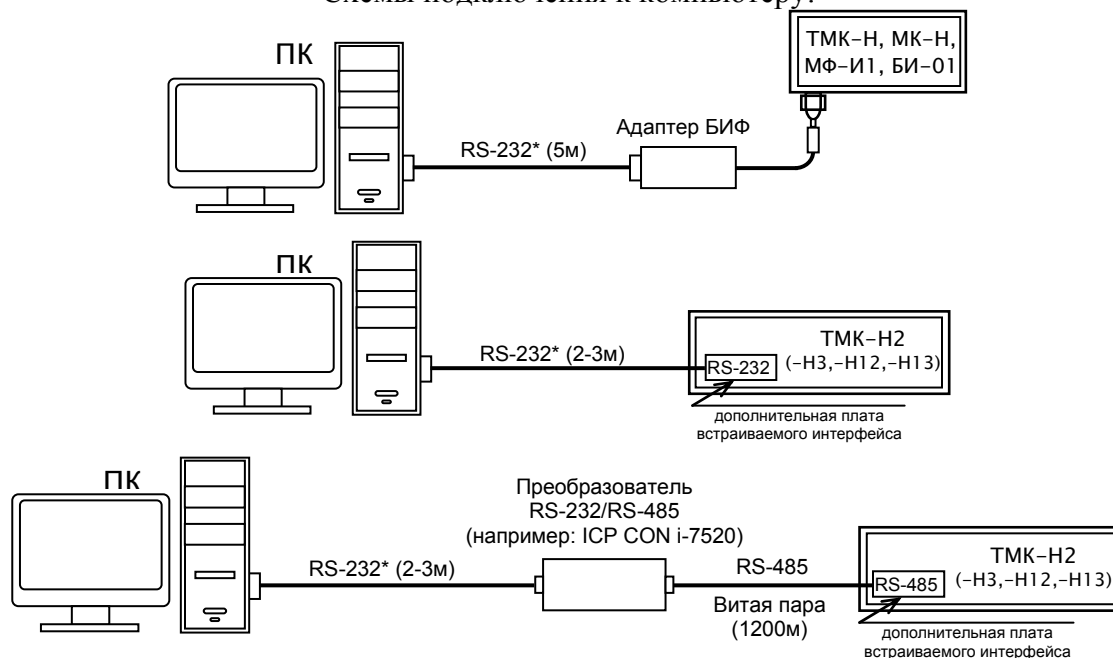 Схемы подключения к компьютеру:
ПК
ТМК-Н, МК-Н,
МФ-И1, БИ-01
Адаптер БИФ
RS-232* (5м)
ПК
RS-232* (2-3м)
ТМК-Н2
(-Н3,-Н12,-Н13)
RS-232
дополнительная плата
встраиваемого интерфейса
ПК
Преобразователь
RS-232/RS-485
(например: ICP CON i-7520)
RS-232* (2-3м)
RS-485
Витая пара
(1200м)
ТМК-Н2
(-Н3,-Н12,-Н13)
RS-485
дополнительная плата
встраиваемого интерфейса